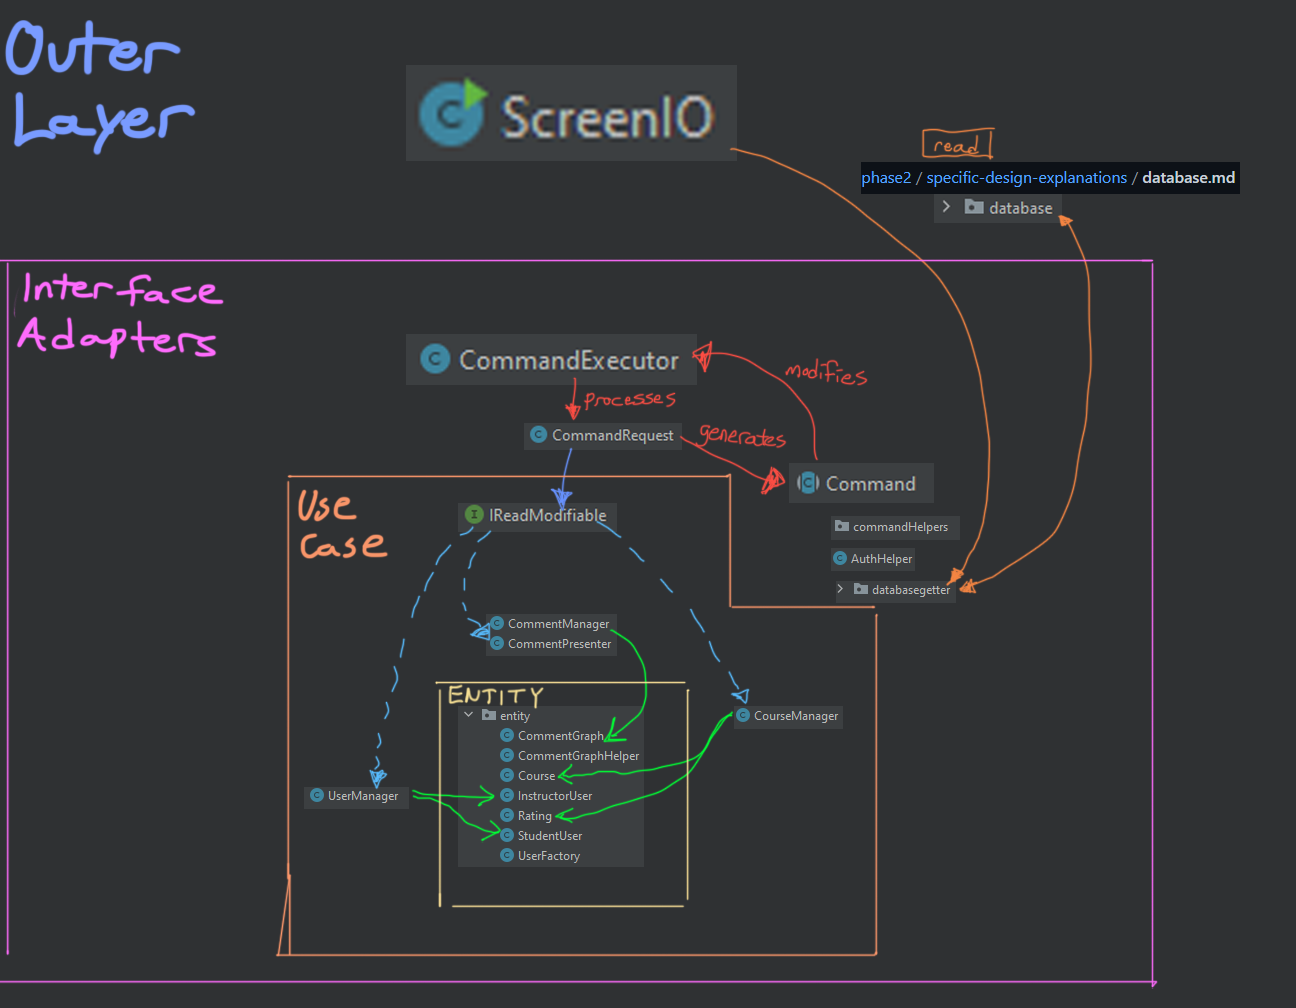 Outer
Layer
ScreenIO
read
phase2 / specific-design-explanations / database.md
database
Interface
Adapters
CommandExecutor
modifies
processes
CommandRequest
generates
Command
Use
Case
IReadModifiable
commandHelpers
AuthHelper
databasegetter
CommentManager
CommentPresenter
ENTITY
entity
CourseManager
CommentGraph
CommentGraphHelper
Course
UserManager
InstructorUser
Rating
StudentUser
UserFactory